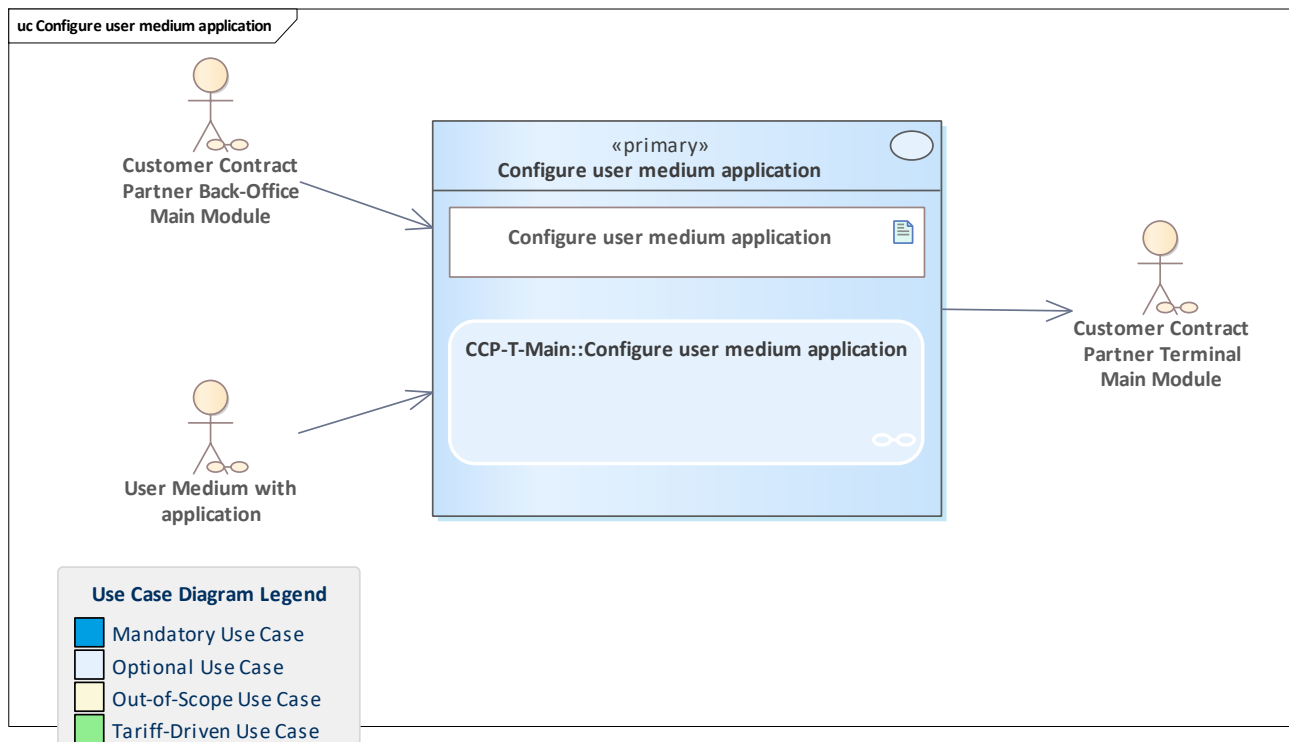 uc Configure user medium application
Customer Contract
Partner Back-Office
Main Module
«primary»
Configure user medium application
Configure user medium application
CCP-T-Main::Configure user medium application
Customer Contract
Partner Terminal
Main Module
User Medium with
application
Use Case Diagram Legend
Mandatory Use Case
Optional Use Case
Out-of-Scope Use Case
Tariff-Driven Use Case